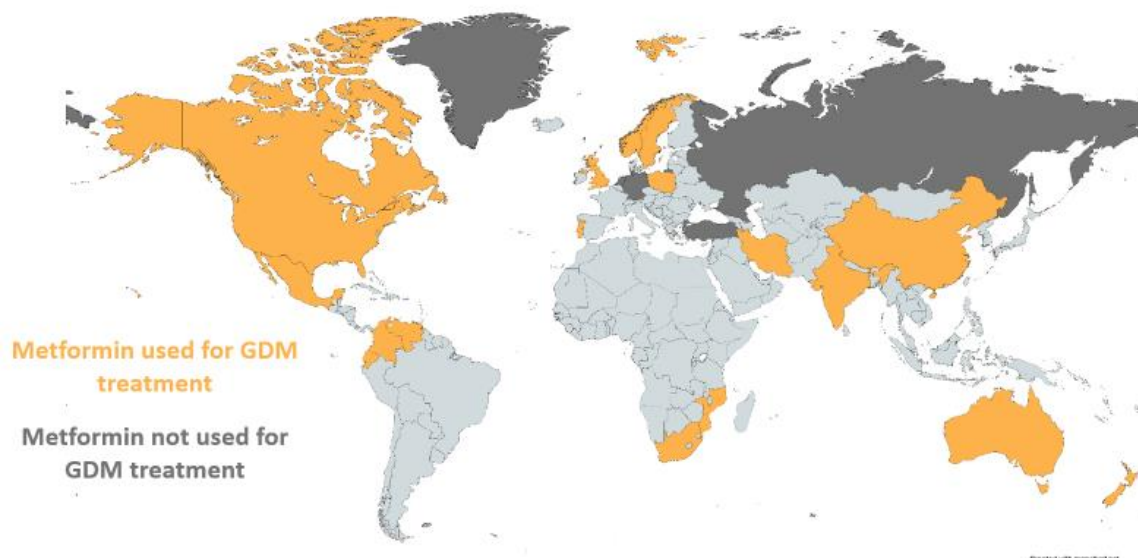 Metformin used for GDM
treatment
Metformin not used for
GDM treatment